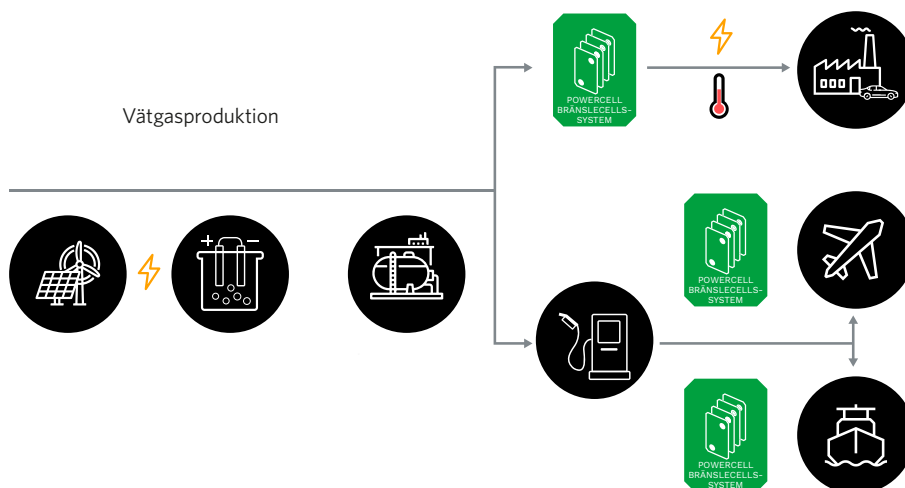 POWERCELL
BRÄNSLECELLS-
SYSTEM
Vätgasproduktion
+ −
POWERCELL
BRÄNSLECELLS-
SYSTEM
POWERCELL
BRÄNSLECELLS-
SYSTEM